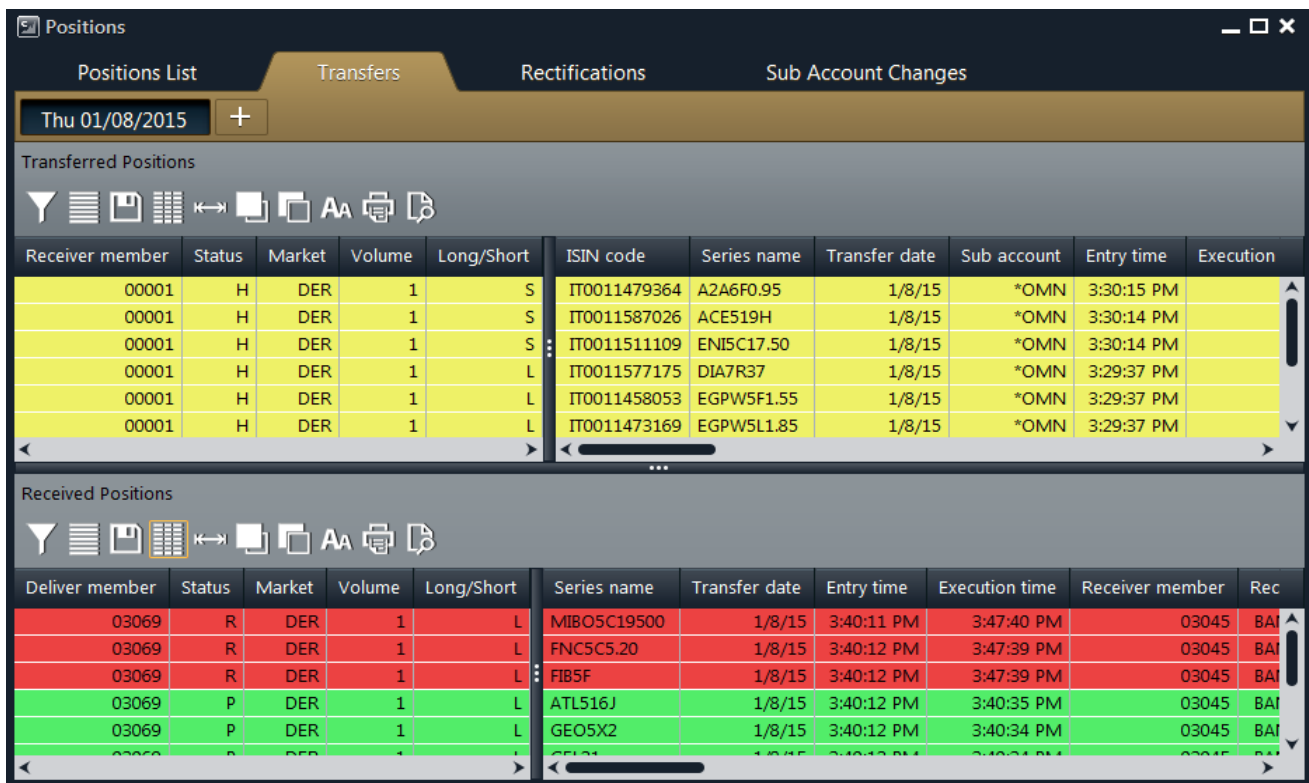 Positions
Positions List Transfers Rectifications Sub Account Changes
Thu 01/08/2015 +
Transferred Positions
AA
Receiver member Status Market Volume Long/Short ISIN code Series name Transfer date Sub account Entry time Execution
00001 H DER 1 S IT0011479364 A2A6F0.95 1/8/15 *OMN 3:30:15 PM
00001 H DER 1 S IT0011587026 ACE519H 1/8/15 *OMN 3:30:14 PM
00001 H DER 1 S IT0011511109 ENI5C17.50 1/8/15 *OMN 3:30:14 PM
00001 H DER 1 L IT0011577175 DIA7R37 1/8/15 *OMN 3:29:37 PM
00001 H DER 1 L IT0011458053 EGPW5F1.55 1/8/15 *OMN 3:29:37 PM
00001 H DER 1 L IT0011473169 EGPW5L1.85 1/8/15 *OMN 3:29:37 PM
Received Positions
AA
Deliver member Status Market Volume Long/Short Series name Transfer date Entry time Execution time Receiver member Rec
03069 R DER 1 L MIBO5C19500 1/8/15 3:40:11 PM 3:47:40 PM 03045 BAN
03069 R DER 1 L FNC5C5.20 1/8/15 3:40:12 PM 3:47:39 PM 03045 BAN
03069 R DER 1 L FIB5F 1/8/15 3:40:12 PM 3:47:39 PM 03045 BAN
03069 P DER 1 L ATL516J 1/8/15 3:40:12 PM 3:40:35 PM 03045 BAN
03069 P DER 1 L GEO5X2 1/8/15 3:40:12 PM 3:40:34 PM 03045 BAN